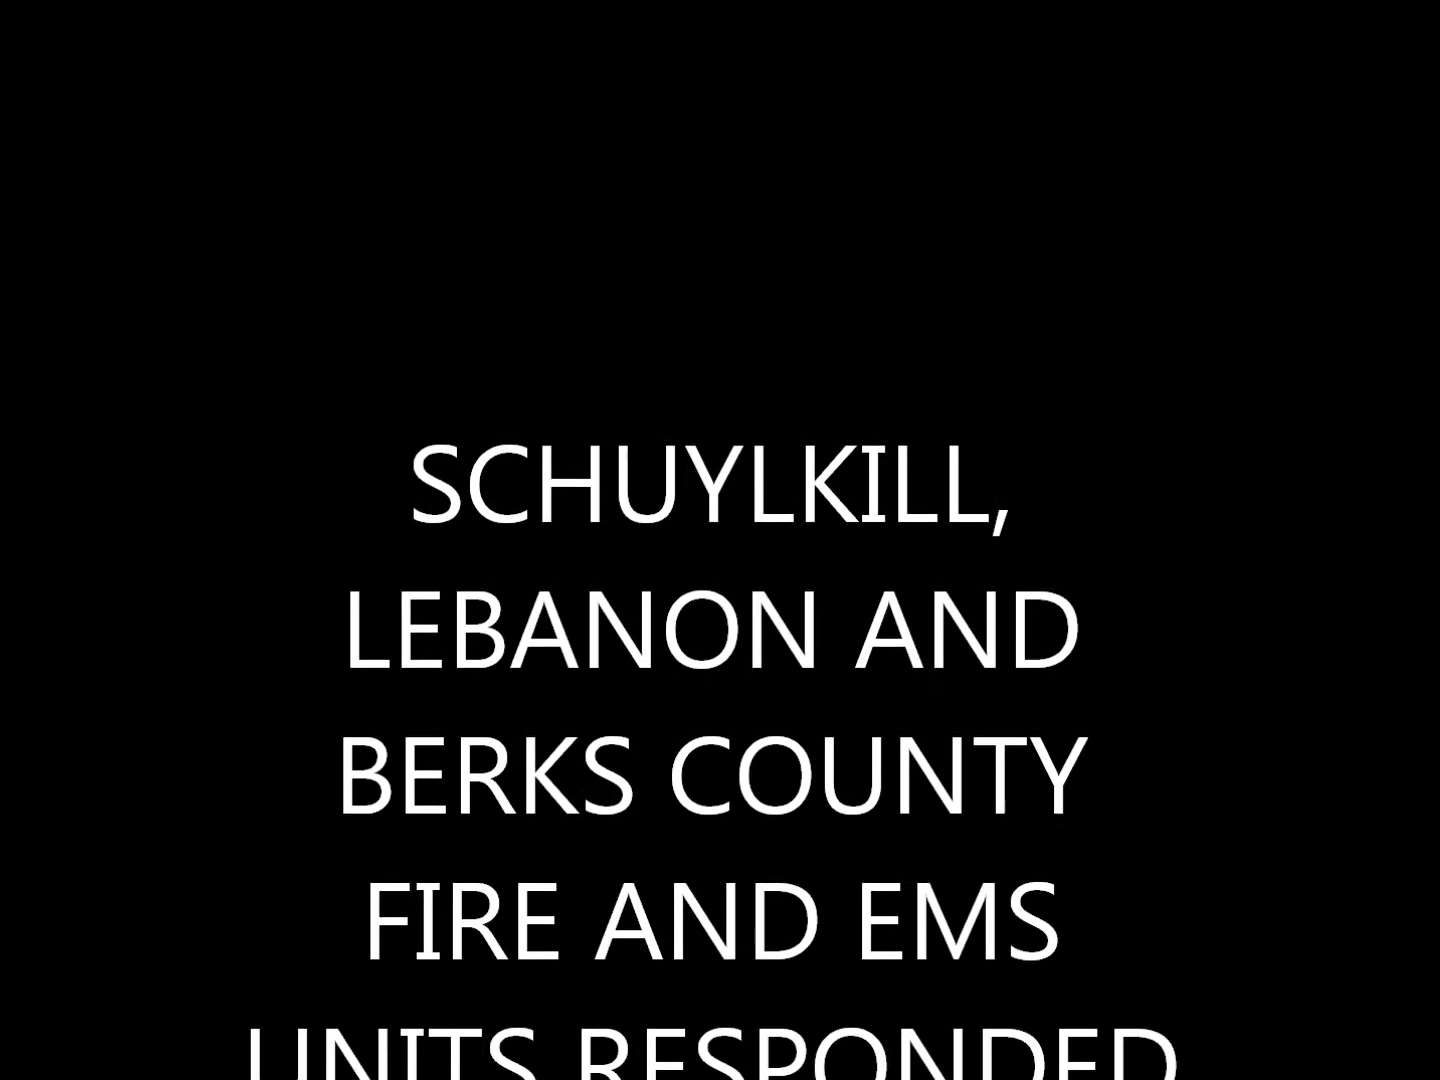 SCHUYLKILL,
LEBANON AND
BERKS COUNTY
FIRE AND EMS
UNITS RESPONDED